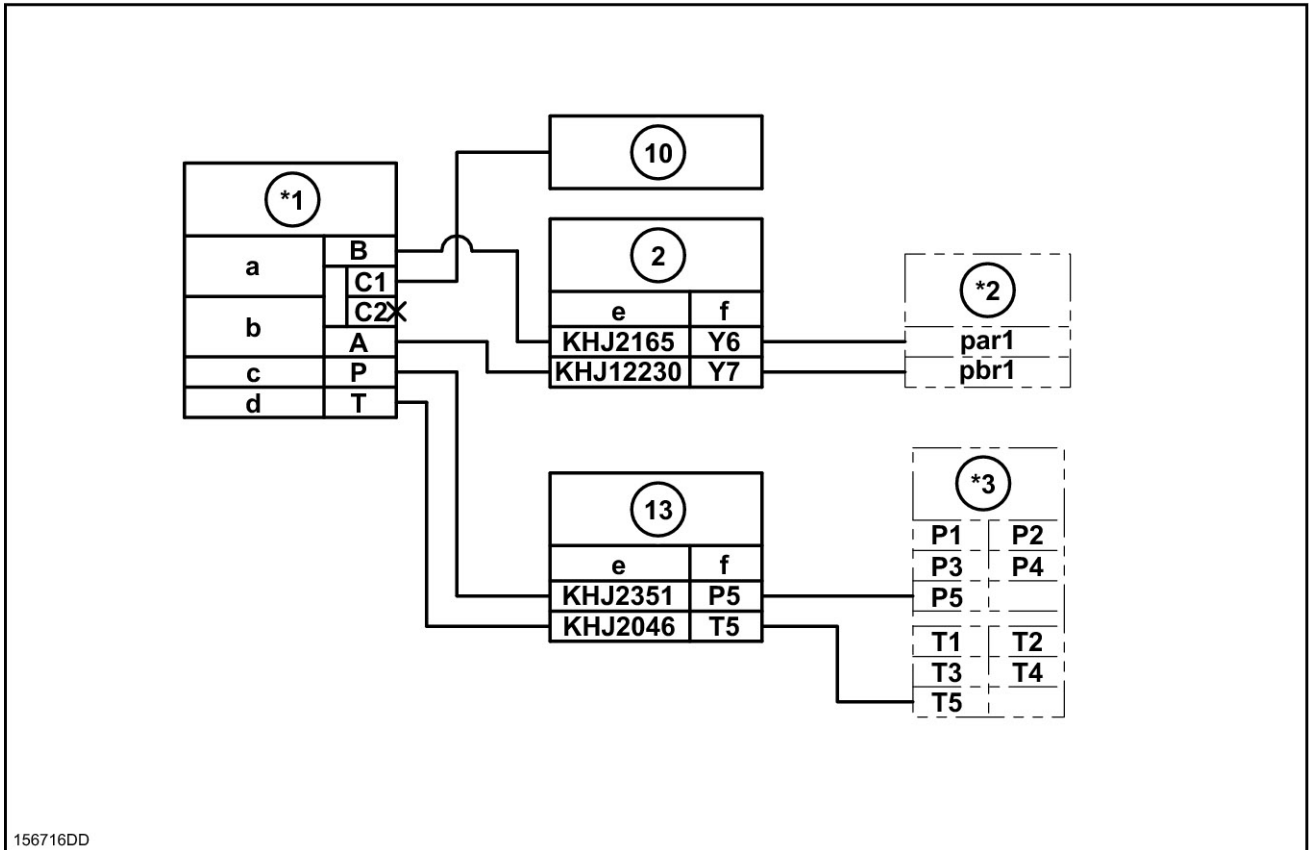 10
*1
a B
C1
b C2
A
c P
d T
2
e f
KHJ2165 Y6
KHJ12230 Y7
*2
par1
pbr1
13
e f
KHJ2351 P5
KHJ2046 T5
*3
P1 P2
P3 P4
P5
T1 T2
T3 T4
T5
156716DD